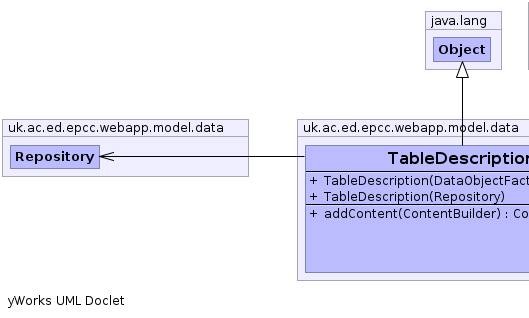 java.lang
Object
uk.ac.ed.epcc.webapp.model.data
Repository
uk.ac.ed.epcc.webapp.model.data
TableDescription
+ TableDescription(DataObjectFact
+ TableDescription(Repository)
+ addContent(ContentBuilder) : Co
yWorks UML Doclet